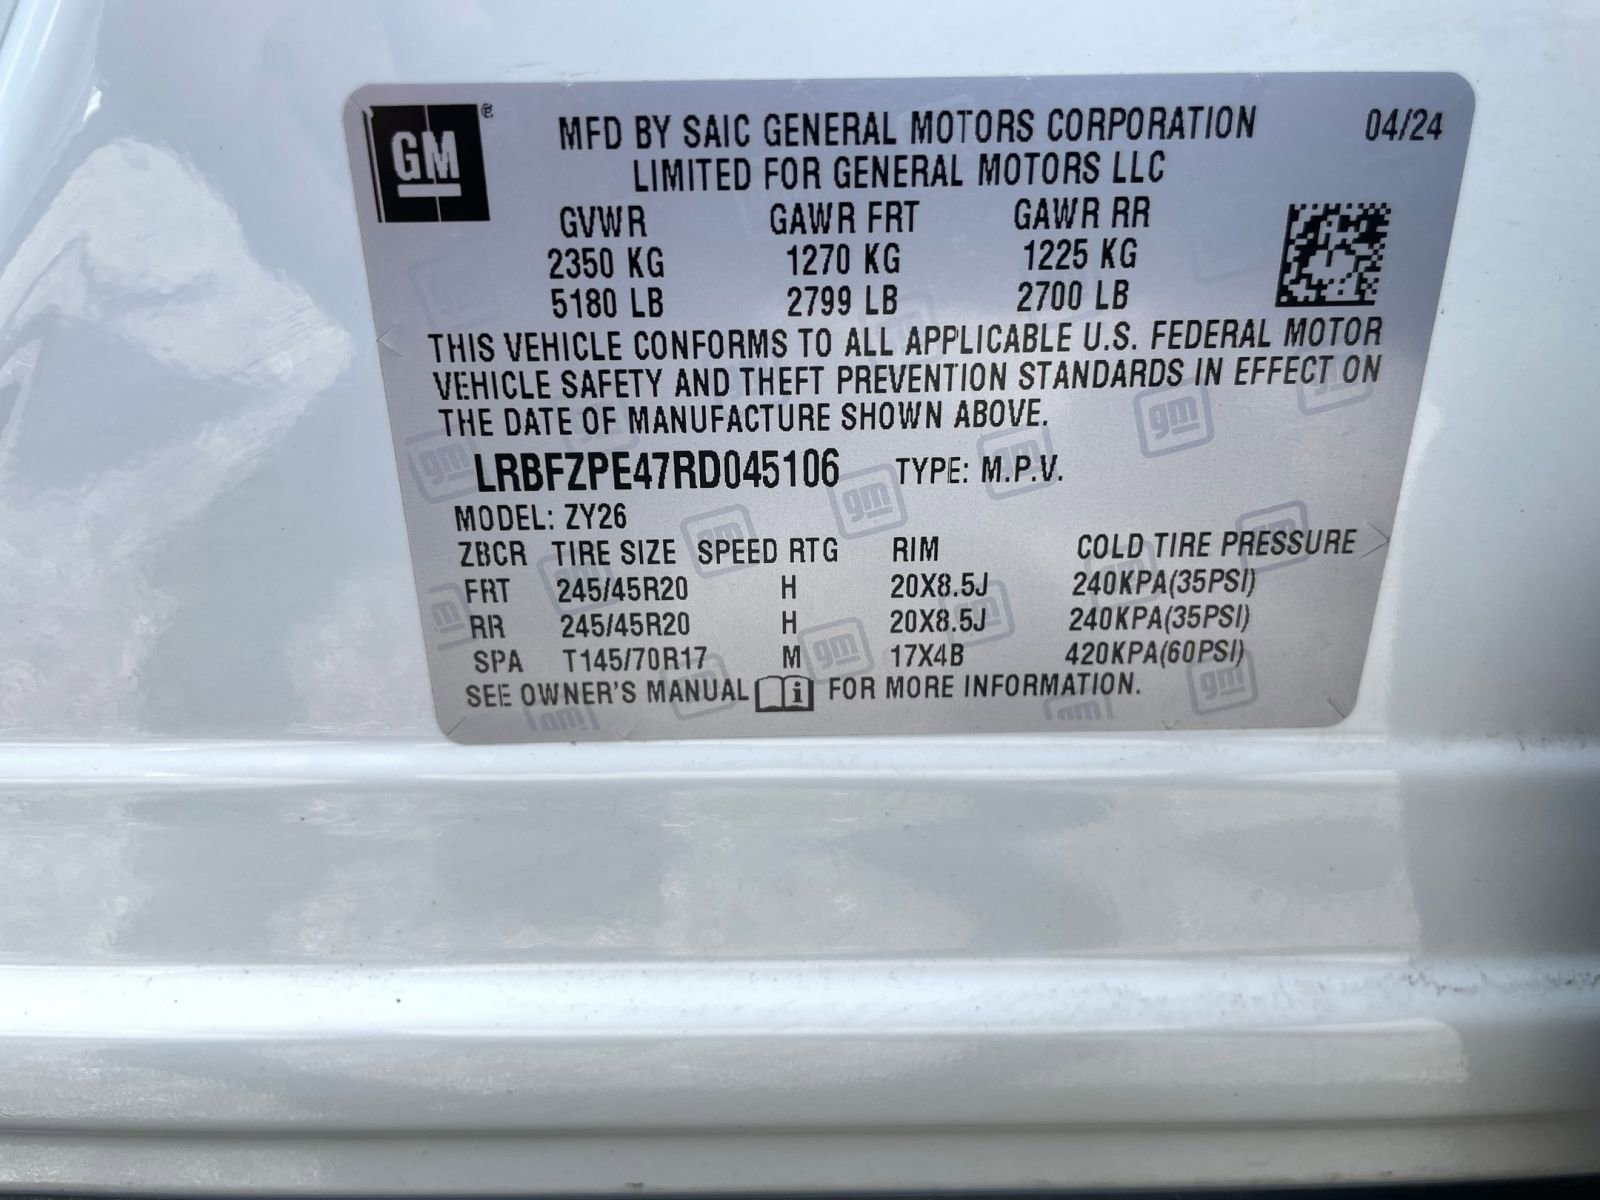 GM ®
MFD BY SAIC GENERAL MOTORS CORPORATION 04/24
LIMITED FOR GENERAL MOTORS LLC
GVWR GAWR FRT GAWR RR
2350 KG 1270 KG 1225 KG
5180 LB 2799 LB 2700 LB
THIS VEHICLE CONFORMS TO ALL APPLICABLE U.S. FEDERAL MOTOR
VEHICLE SAFETY AND THEFT PREVENTION STANDARDS IN EFFECT ON
THE DATE OF MANUFACTURE SHOWN ABOVE.
LRBFZPE47RD045106 TYPE: M.P.V.
MODEL: ZY26
ZBCR TIRE SIZE SPEED RTG RIM COLD TIRE PRESSURE
FRT 245/45R20 H 20X8.5J 240KPA(35PSI)
RR 245/45R20 H 20X8.5J 240KPA(35PSI)
SPA T145/70R17 M 17X4B 420KPA(60PSI)
SEE OWNER'S MANUAL i FOR MORE INFORMATION.